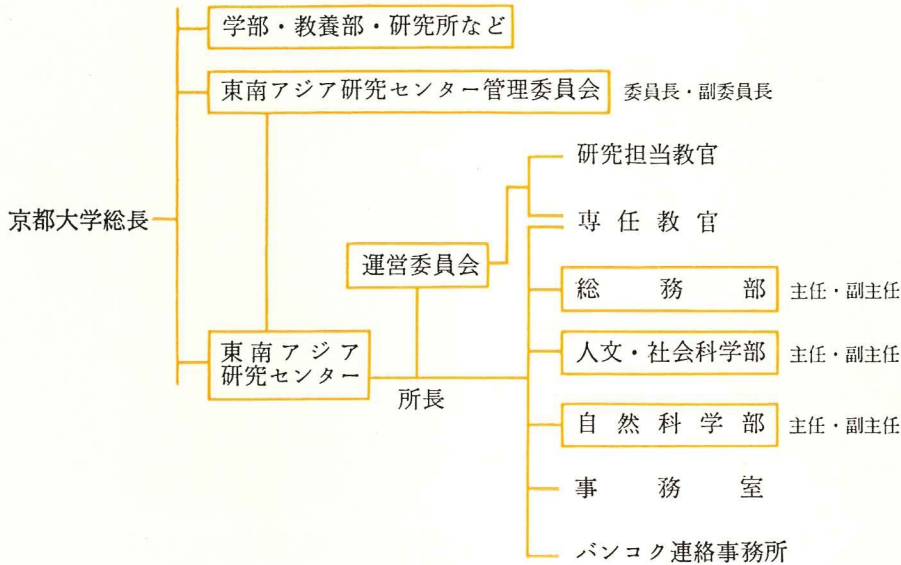 学部・教養部・研究所など
東南アジア研究センター管理委員会 委員長・副委員長
研究担当教官
京都大学総長
専任教官
運営委員会
総務部 主任・副主任
東南アジア
研究センター
人文・社会科学部 主任・副主任
所長
自然科学部 主任・副主任
事務室
バンコク連絡事務所